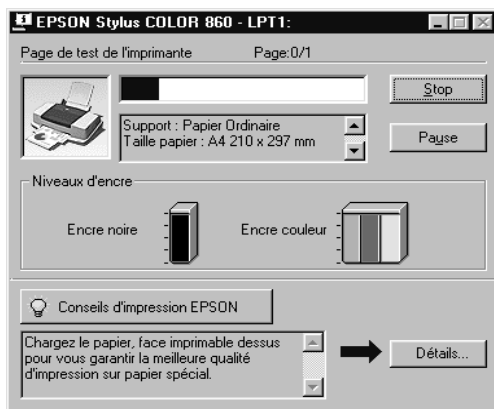 EPSON Stylus COLOR 860 - LPT1:
Page de test de l'imprimante Page:0/1
Stop
Support : Papier Ordinaire
Taille papier : A4 210 x 297 mm
Pause
Niveaux d'encre
Encre noire Encre couleur
Conseils d'impression EPSON
Chargez le papier, face imprimable dessus
pour vous garantir la meilleure qualité
d'impression sur papier spécial.
Détails...